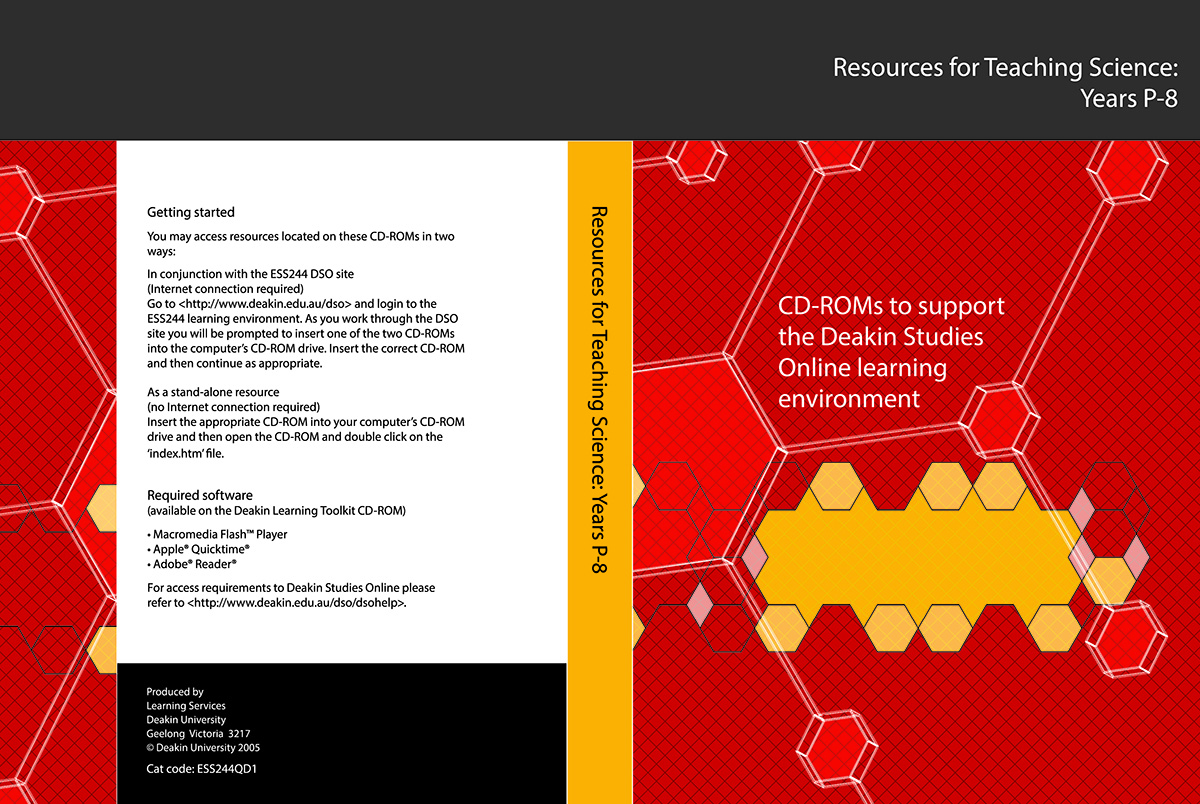 Resources for Teaching Science:
Years P-8
Getting started
You may access resources located on these CD-ROMs in two
ways:
In conjunction with the ESS244 DSO site
(Internet connection required)
Go to <http://www.deakin.edu.au/dso> and login to the
ESS244 learning environment. As you work through the DSO
site you will be prompted to insert one of the two CD-ROMs
into the computer’s CD-ROM drive. Insert the correct CD-ROM
and then continue as appropriate.
As a stand-alone resource
(no Internet connection required)
Insert the appropriate CD-ROM into your computer’s CD-ROM
drive and then open the CD-ROM and double click on the
‘index.htm’ file.
Required software
(available on the Deakin Learning Toolkit CD-ROM)
• Macromedia Flash™ Player
• Apple® Quicktime®
• Adobe® Reader®
For access requirements to Deakin Studies Online please
refer to <http://www.deakin.edu.au/dso/dsohelp>.
Produced by
Learning Services
Deakin University
Geelong Victoria 3217
© Deakin University 2005
Cat code: ESS244QD1
Resources for Teaching Science: Years P-8
CD-ROMs to support
the Deakin Studies
Online learning
environment